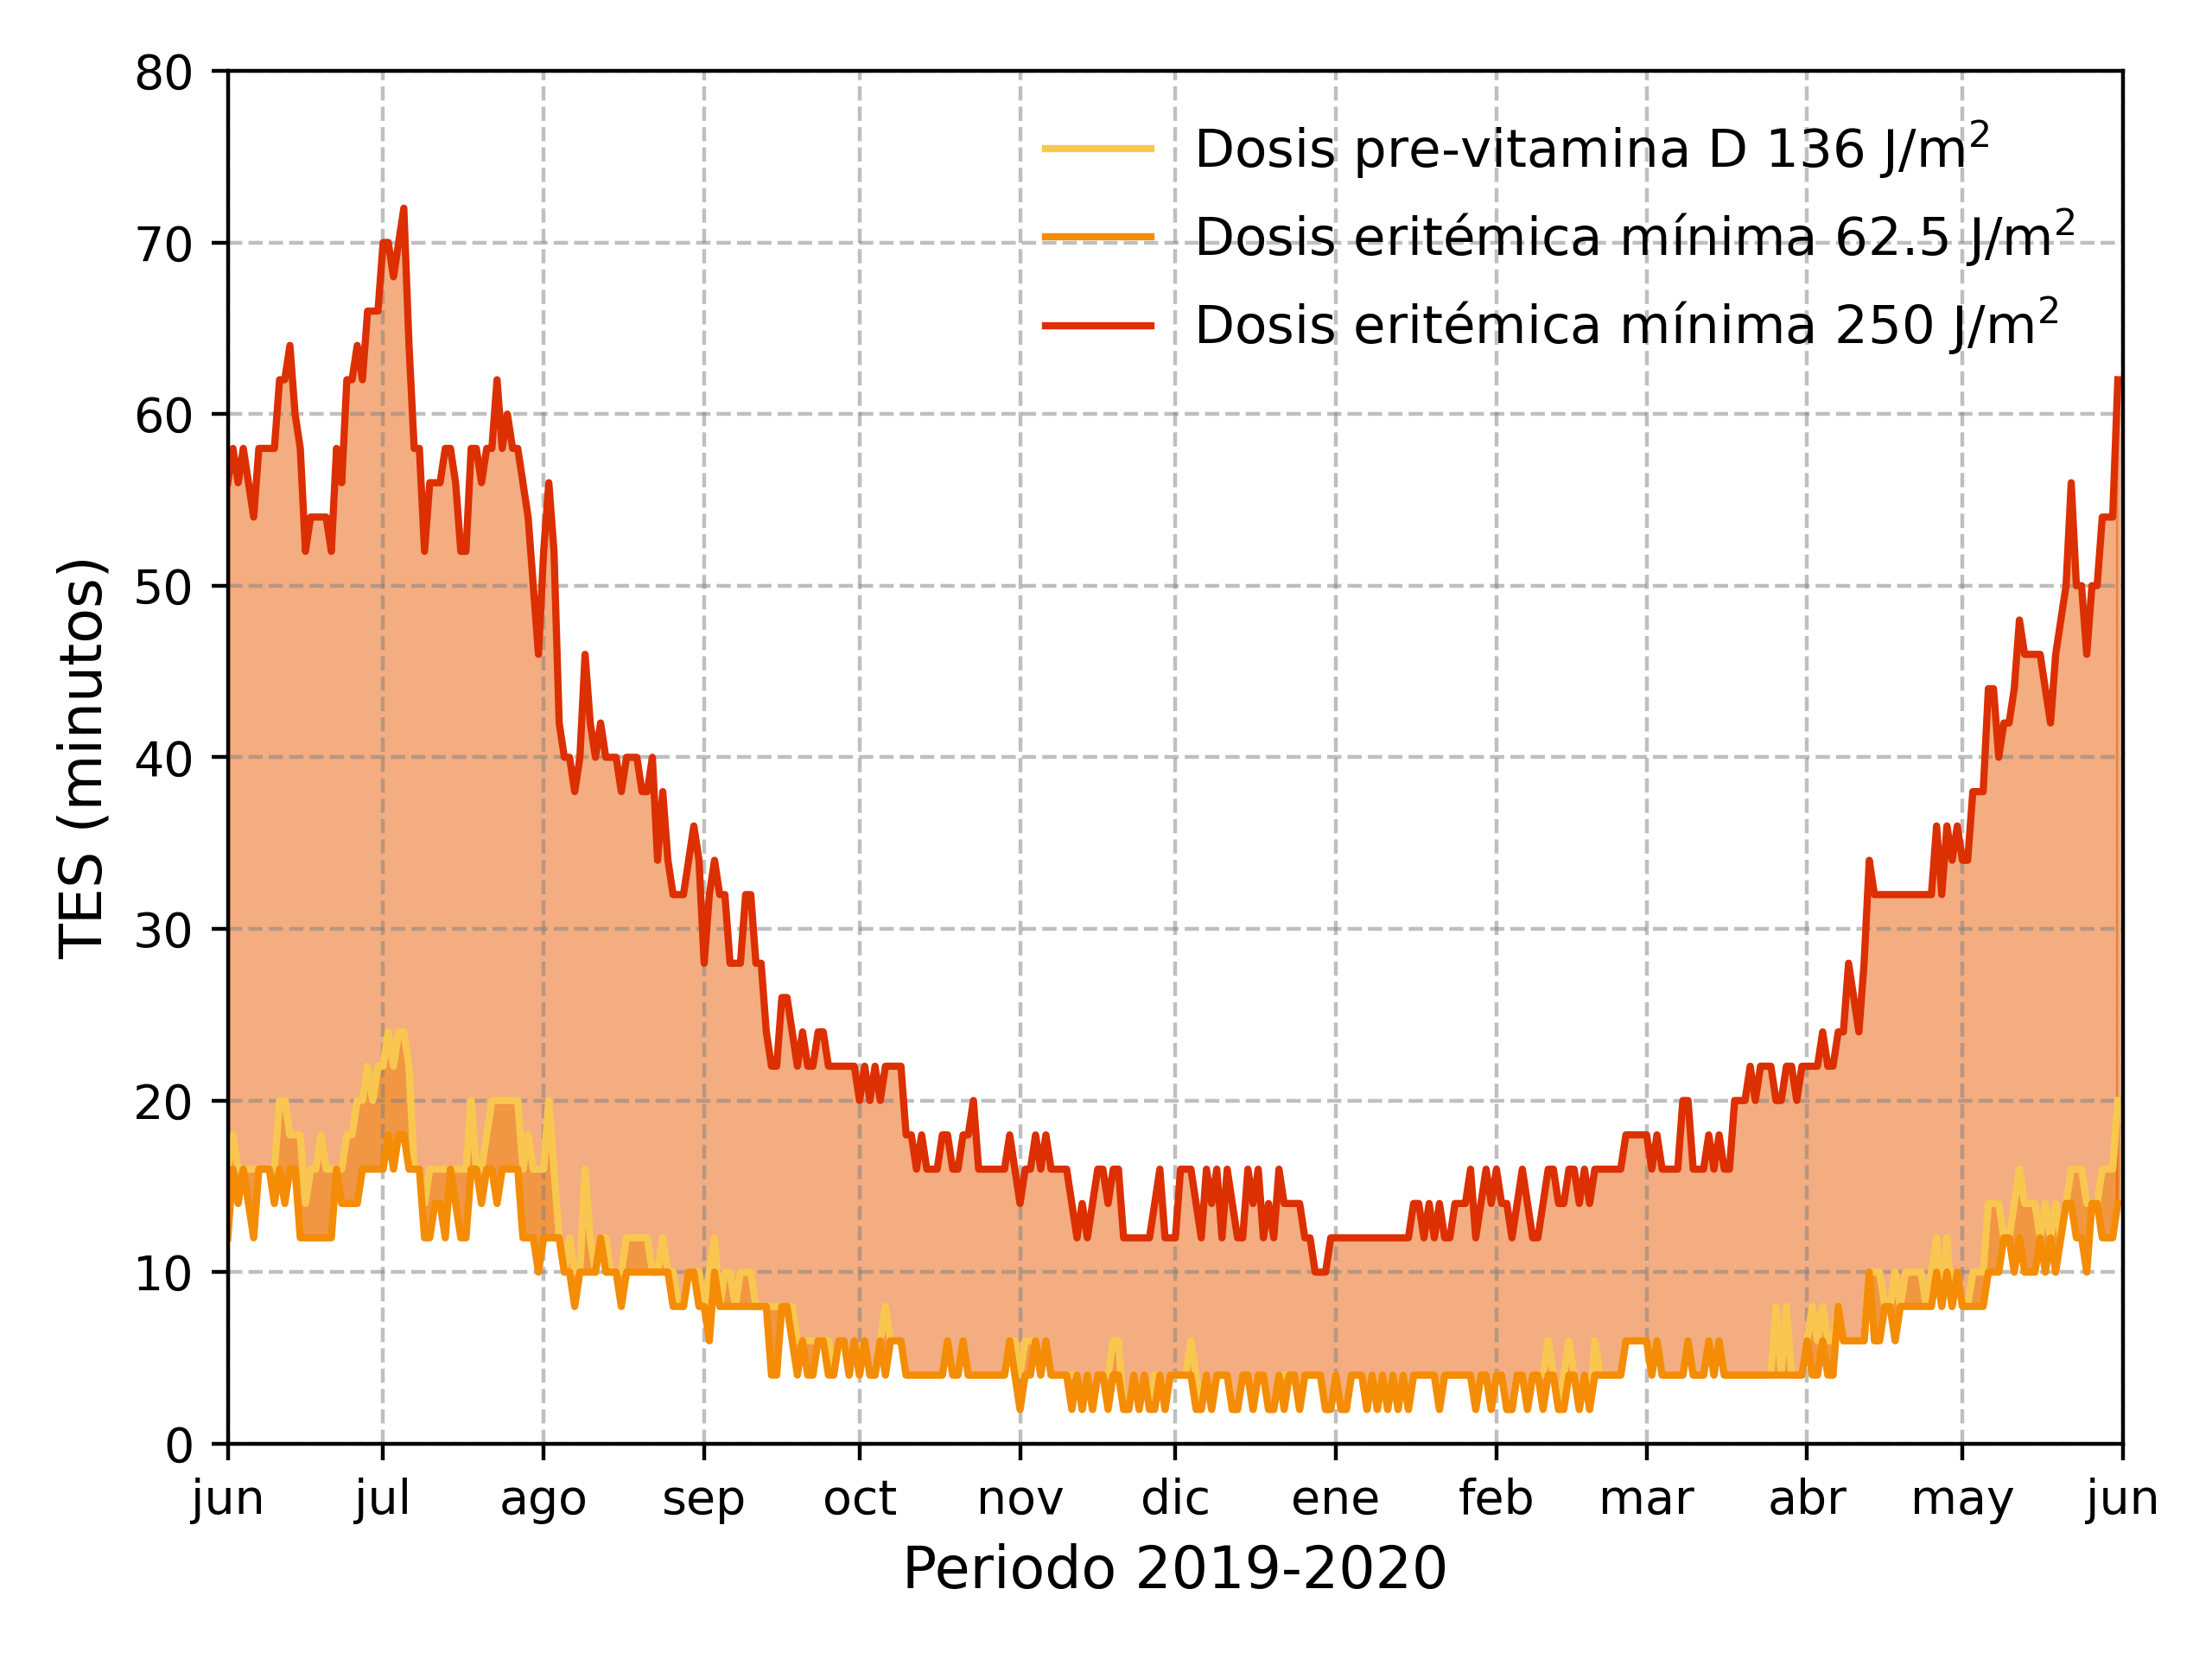 80
70
60
50
40
30
20
10
0
TES (minutos)
Dosis pre-vitamina D 136 J/m²
Dosis eritémica mínima 62.5 J/m²
Dosis eritémica mínima 250 J/m²
jun jul ago sep oct nov dic ene feb mar abr may jun
Periodo 2019-2020